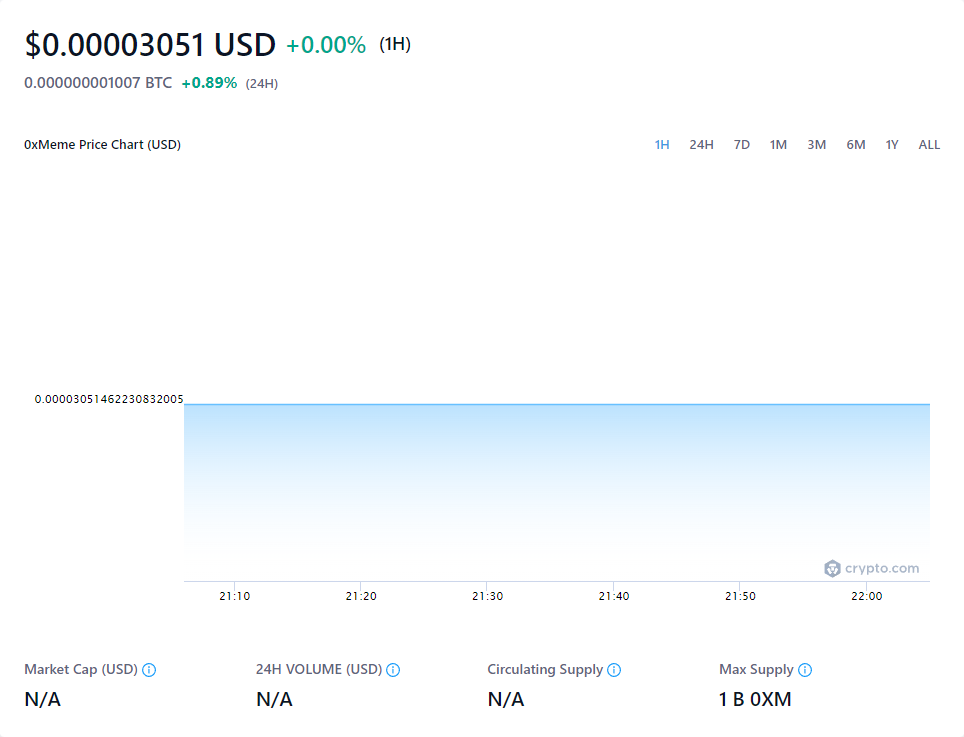 $0.00003051 USD +0.00% (1H)
0.000000001007 BTC +0.89% (24H)
0xMeme Price Chart (USD) 1H 24H 7D 1M 3M 6M 1Y ALL
0.00003051462230832005
crypto.com
21:10 21:20 21:30 21:40 21:50 22:00
Market Cap (USD) 24H VOLUME (USD) Circulating Supply Max Supply
N/A N/A N/A 1 B 0XM